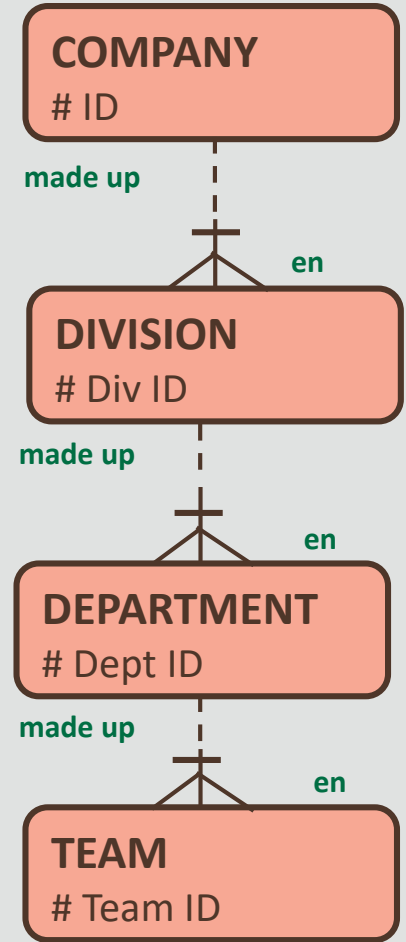 COMPANY
# ID
made up
en
DIVISION
# Div ID
made up
en
DEPARTMENT
# Dept ID
made up
en
TEAM
# Team ID